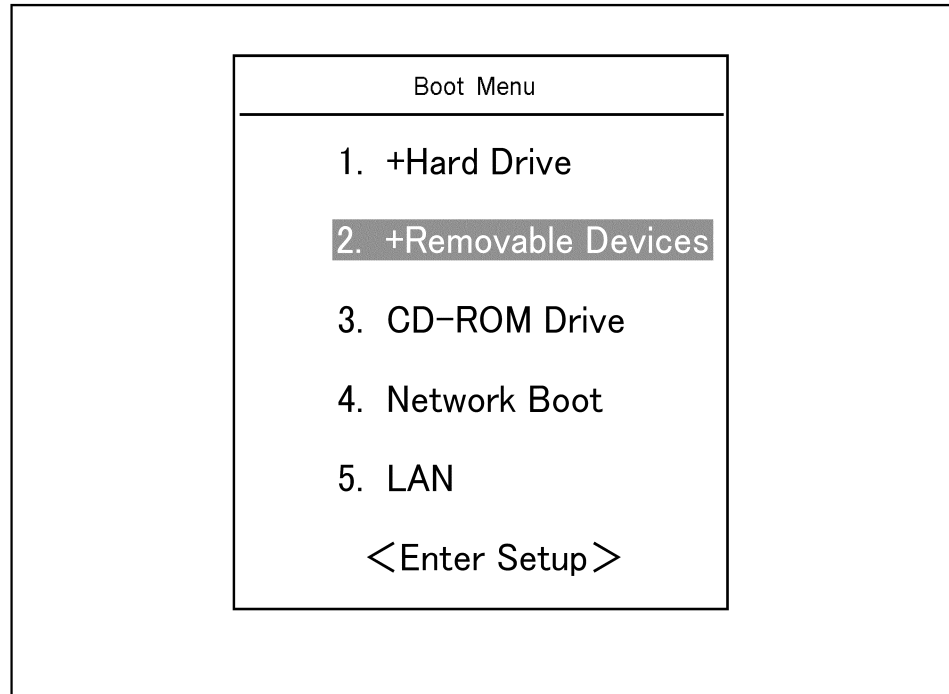 Boot Menu
1. +Hard Drive
2. +Removable Devices
3. CD-ROM Drive
4. Network Boot
5. LAN
<Enter Setup>